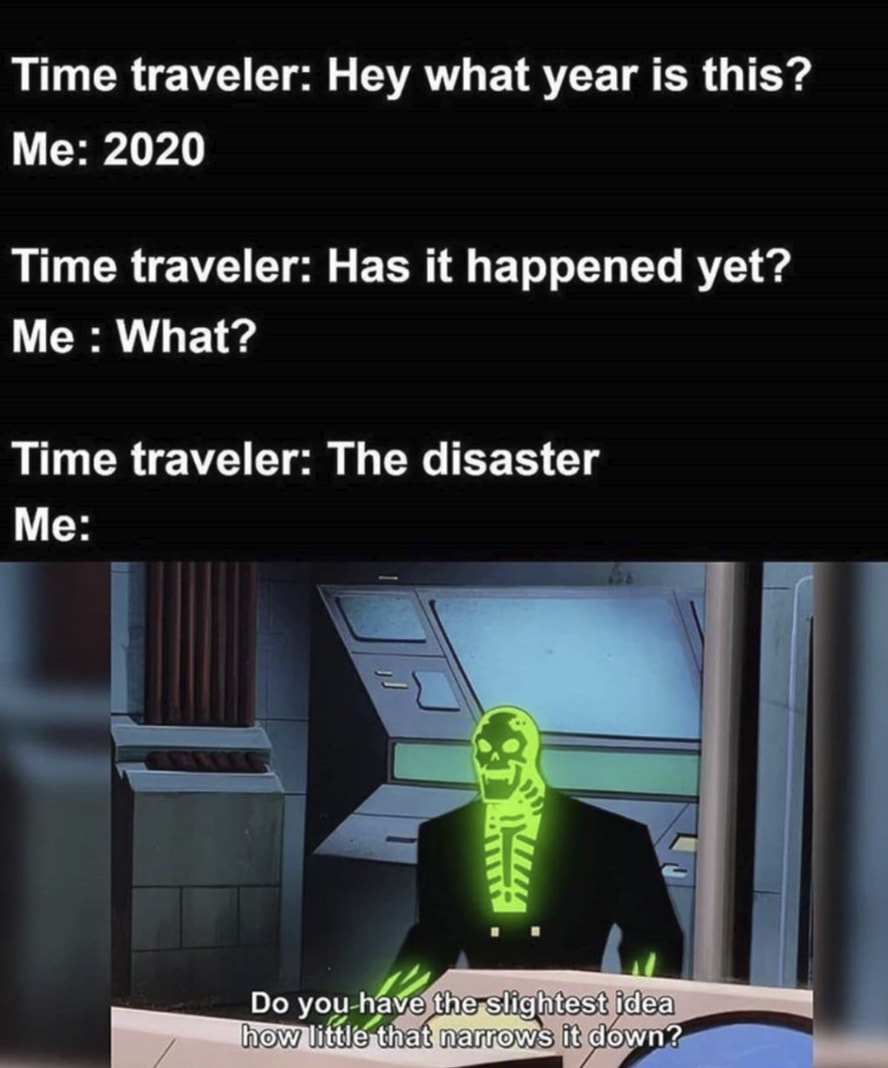 Time traveler: Hey what year is this?
Me: 2020
Time traveler: Has it happened yet?
Me : What?
Time traveler: The disaster
Me:
Do you have the slightest idea
how little that narrows it down?